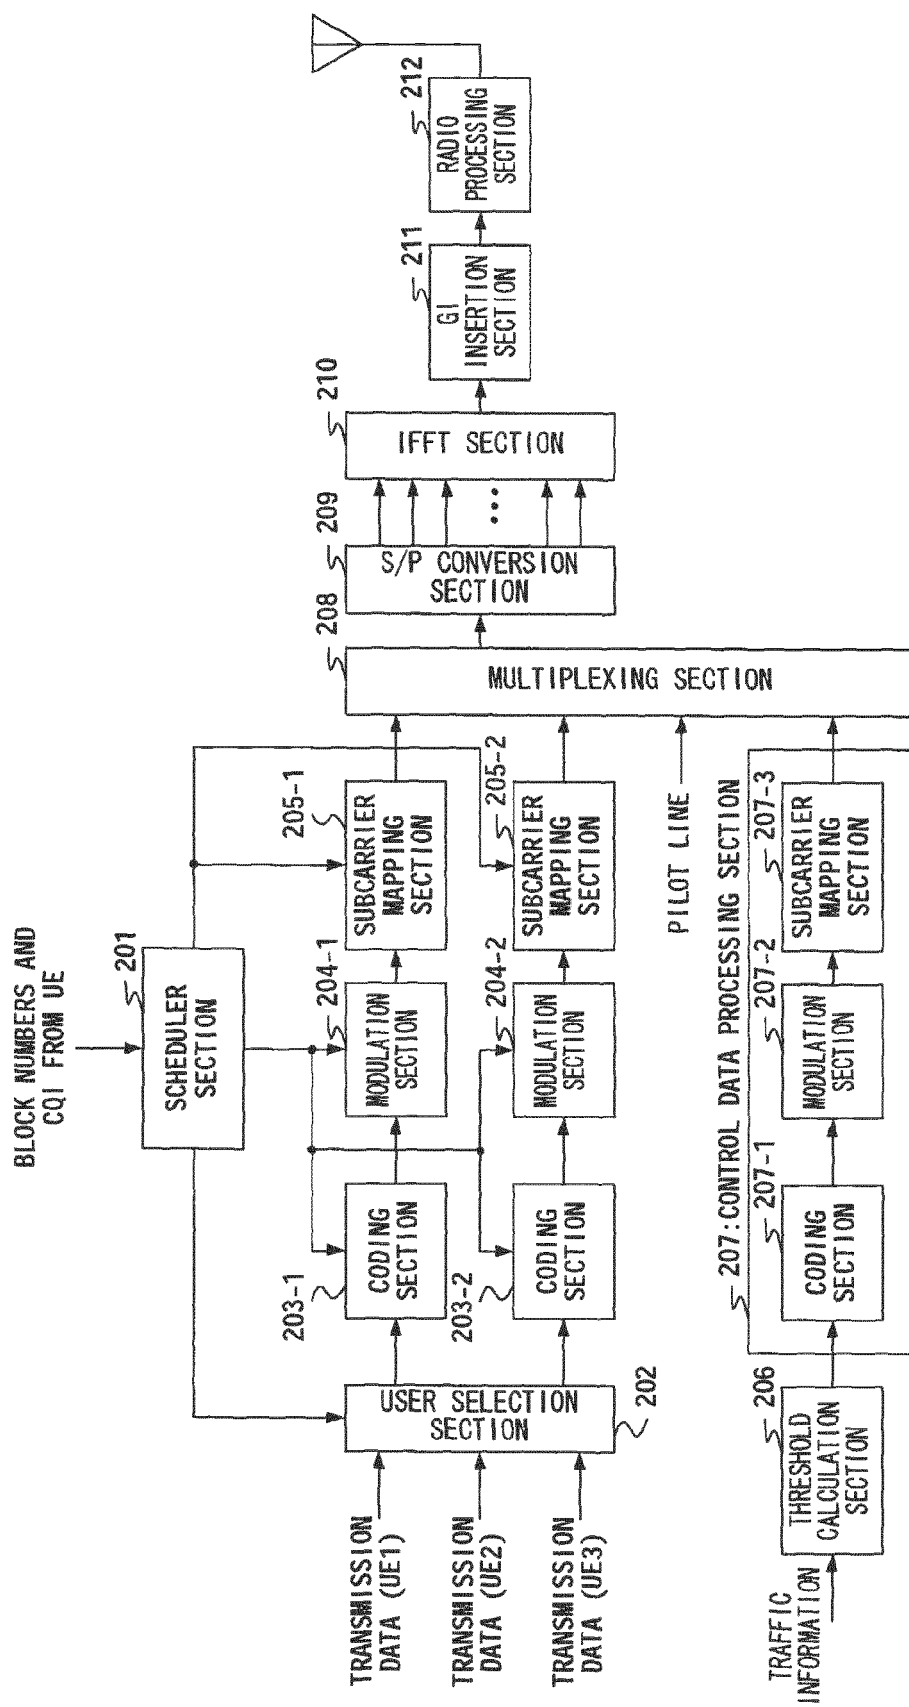 BLOCK NUMBERS AND
CQI FROM UE
201
SCHEDULER
SECTION
TRANSMISSION
DATA (UE1)
TRANSMISSION
DATA (UE2)
TRANSMISSION
DATA (UE3)
USER SELECTION
SECTION
202
203-1
CODING
SECTION
204-1
MODULATION
SECTION
205-1
SUBCARRIER
MAPPING
SECTION
203-2
CODING
SECTION
204-2
MODULATION
SECTION
205-2
SUBCARRIER
MAPPING
SECTION
PILOT LINE
TRAFFIC
INFORMATION
206
THRESHOLD
CALCULATION
SECTION
207:CONTROL DATA PROCESSING SECTION
207-1
CODING
SECTION
207-2
MODULATION
SECTION
207-3
SUBCARRIER
MAPPING
SECTION
208
MULTIPLEXING SECTION
209
S/P CONVERSION
SECTION
210
IFFT SECTION
211
GI
INSERTION
SECTION
212
RADIO
PROCESSING
SECTION